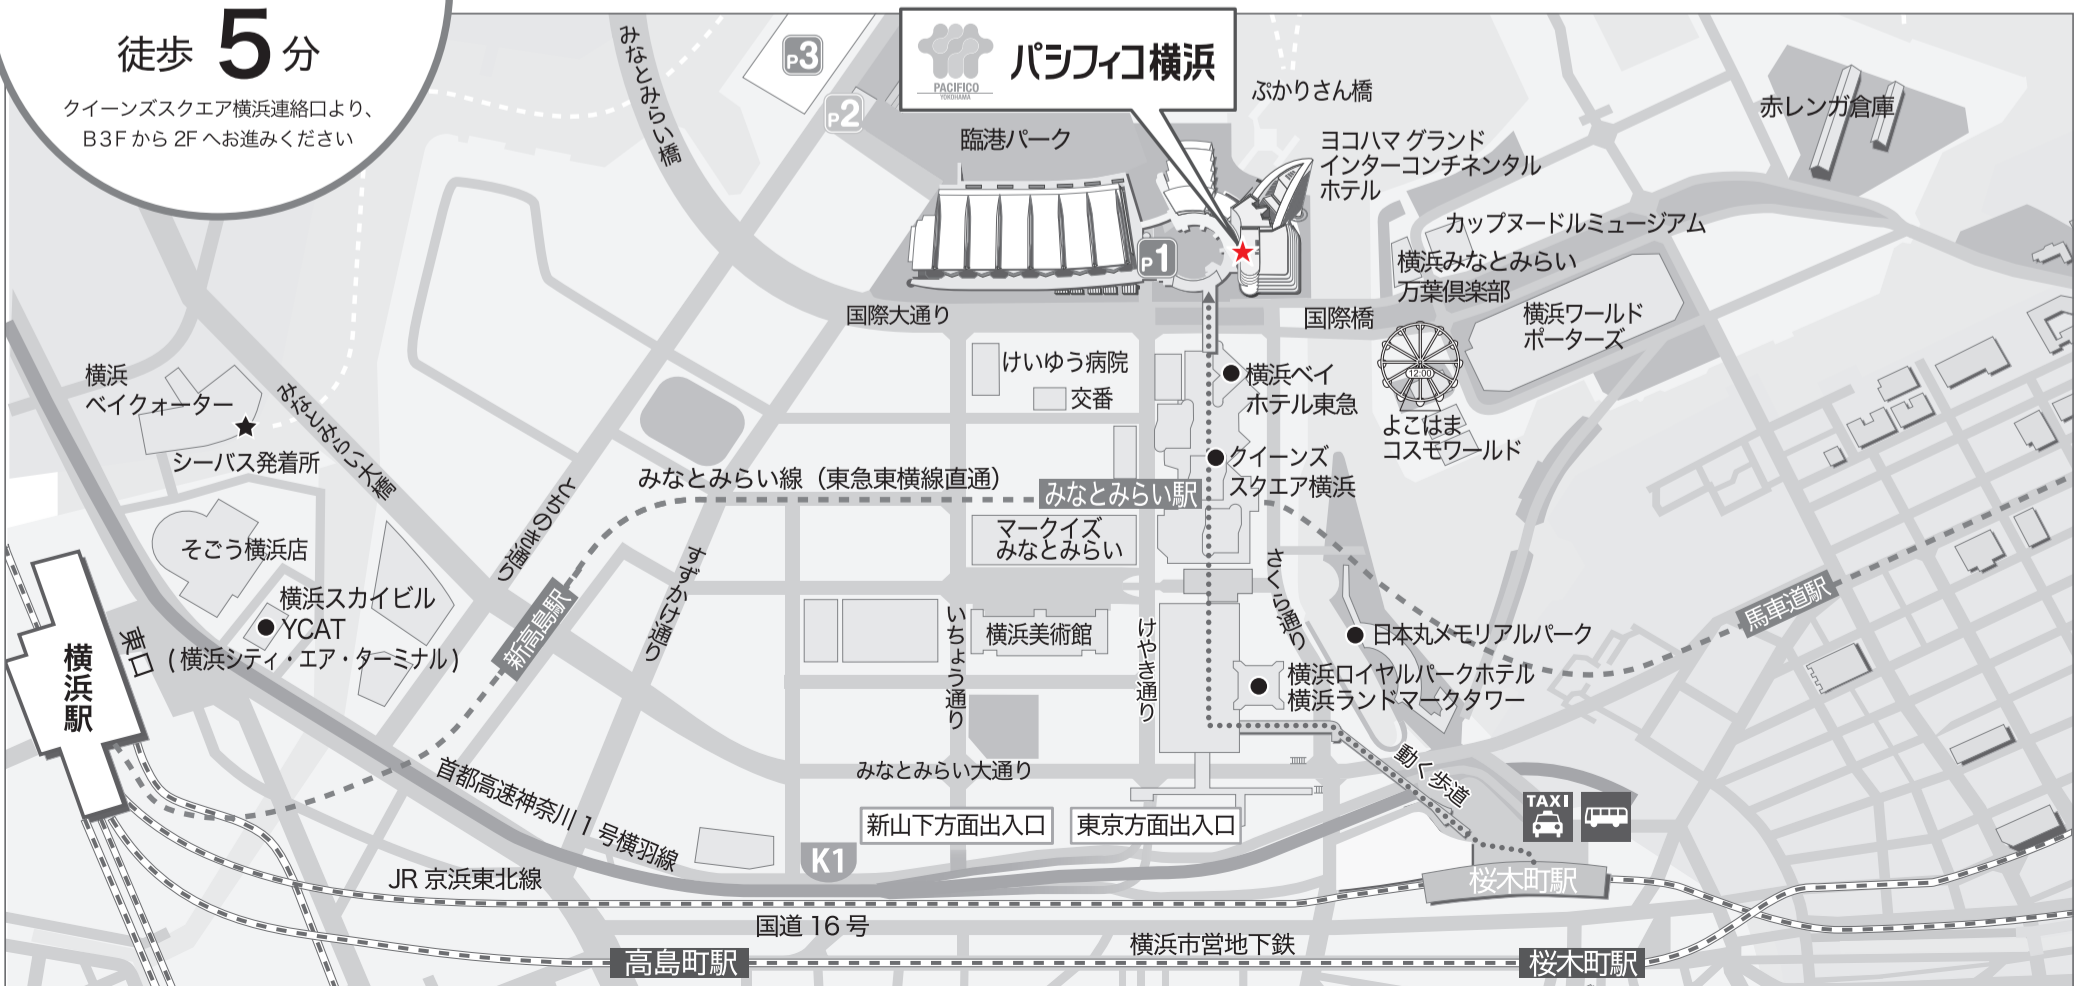 徒歩 5 分
クイーンズスクエア横浜連絡口より、
B3F から 2F へお進みください
みなとみらい橋
P3
P2
PACIFICO
YOKOHAMA
パシフィコ横浜
ぷかりさん橋
臨港パーク
ヨコハマ グランド
インターコンチネンタル
ホテル
赤レンガ倉庫
カップヌードルミュージアム
P1
横浜みなとみらい
万葉倶楽部
国際大通り
国際橋
横浜ワールド
ポーターズ
12:00
よこはま
コスモワールド
横浜
ベイクォーター
シーバス発着所
みなとみらい大橋
けいゆう病院
交番
横浜ベイ
ホテル東急
クイーンズ
スクエア横浜
みなとみらい線（東急東横線直通）
みなとみらい駅
とちのき通り
すずかけ通り
マークイズ
みなとみらい
そごう横浜店
横浜スカイビル
YCAT
( 横浜シティ・エア・ターミナル )
新高島駅
東口
横浜駅
いちょう通り
横浜美術館
けやき通り
さくら通り
日本丸メモリアルパーク
馬車道駅
横浜ロイヤルパークホテル
横浜ランドマークタワー
みなとみらい大通り
動く歩道
首都高速神奈川 1 号横羽線
新山下方面出入口
東京方面出入口
TAXI
K1
JR 京浜東北線
桜木町駅
国道 16 号
横浜市営地下鉄
高島町駅
桜木町駅